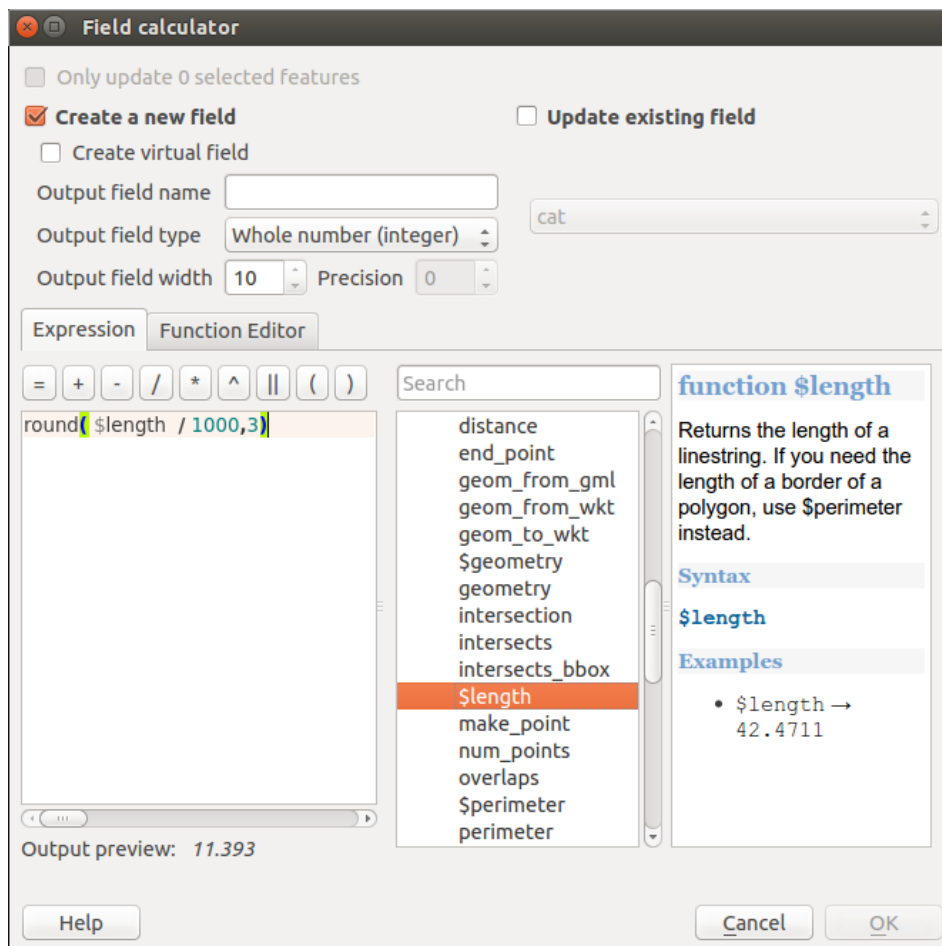 Field calculator
Only update 0 selected features
Create a new field
Update existing field
Create virtual field
Output field name
cat
Output field type Whole number (integer)
Output field width 10 Precision 0
Expression Function Editor
= + - / * ^ || ( )
Search
round( $length / 1000,3)
distance
end_point
geom_from_gml
geom_from_wkt
geom_to_wkt
$geometry
geometry
intersection
intersects
intersects_bbox
$length
make_point
num_points
overlaps
$perimeter
perimeter
function $length
Returns the length of a
linestring. If you need the
length of a border of a
polygon, use $perimeter
instead.
Syntax
$length
Examples
• $length →
42.4711
Output preview: 11.393
Help
Cancel
OK